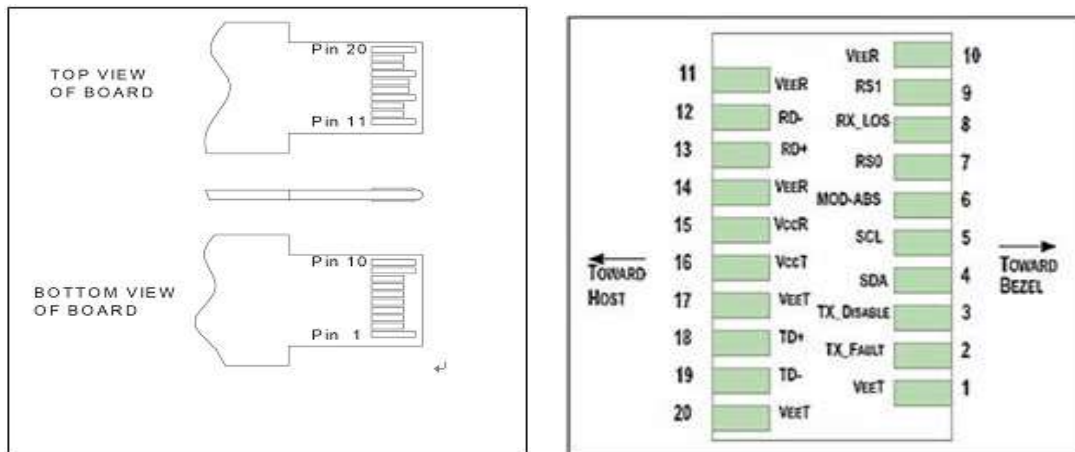 Pin 20
TOP VIEW
OF BOARD
Pin 11
Pin 10
BOTTOM VIEW
OF BOARD
Pin 1
11 VEER
12 RD-
13 RD+
14 VEER
15 VCCR
16 VCCT
17 VEET
18 TD+
19 TD-
20 VEET
TOWARD
HOST
VEER 10
RS1 9
RX_LOS 8
RS0 7
MOD-ABS 6
SCL 5
SDA 4
TX_DISABLE 3
TX_FAULT 2
VEET 1
TOWARD
BEZEL